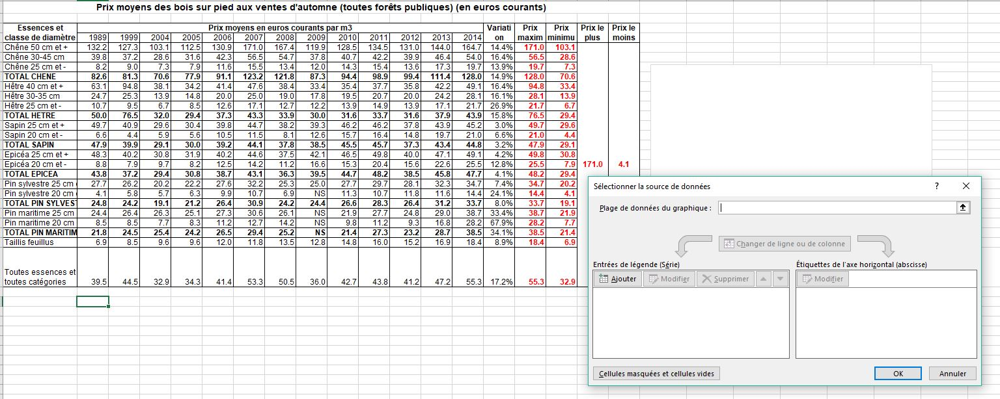 Prix moyens des bois sur pied aux ventes d'automne (toutes forêts publiques) (en euros courants)
Essences et Prix moyens en euros courants par m3 Variati Prix Prix Prix le Prix le
classe de diamètre 1989 1999 2004 2005 2006 2007 2008 2009 2010 2011 2012 2013 2014 on maxim minimu plus moins
Chêne 50 cm et + 132.2 127.3 103.1 112.5 130.9 171.0 167.4 119.9 128.5 134.5 131.0 144.0 164.7 14.4% 171.0 103.1
Chêne 30-45 cm 39.8 37.2 28.6 31.6 42.3 56.5 54.7 37.8 40.7 42.2 39.9 46.4 54.0 16.4% 56.5 28.6
Chêne 25 cm et - 8.2 9.0 7.3 7.9 11.6 15.5 13.4 12.0 14.3 15.4 13.6 17.3 19.7 13.9% 19.7 7.3
TOTAL CHENE 82.6 81.3 70.6 77.9 91.1 123.2 121.8 87.3 94.4 98.9 99.4 111.4 128.0 14.9% 128.0 70.6
Hêtre 40 cm et + 63.1 94.8 38.1 34.2 41.4 47.6 38.4 33.4 35.4 37.7 35.8 42.2 49.1 16.4% 94.8 33.4
Hêtre 30-35 cm 24.7 25.3 13.9 14.8 20.0 25.0 19.0 17.8 19.5 20.7 20.0 24.2 28.1 16.1% 28.1 13.9
Hêtre 25 cm et - 10.7 9.5 6.7 8.5 12.6 17.1 12.7 12.2 13.9 14.9 13.9 17.1 21.7 26.9% 21.7 6.7
TOTAL HETRE 50.0 76.5 32.0 29.4 37.3 43.3 33.9 30.0 31.6 33.7 31.6 37.9 43.9 15.8% 76.5 29.4
Sapin 25 cm et + 49.7 40.9 29.6 30.4 39.8 44.7 38.2 39.3 46.2 46.2 37.8 43.9 45.2 3.0% 49.7 29.6
Sapin 20 cm et - 6.6 4.4 5.9 5.6 10.5 11.5 8.1 12.6 15.7 16.4 14.8 19.7 21.0 6.6% 21.0 4.4
TOTAL SAPIN 47.9 39.9 29.1 30.0 39.2 44.1 37.8 38.5 45.5 45.7 37.3 43.4 44.8 3.2% 47.9 29.1
Epicéa 25 cm et + 48.3 40.2 30.8 31.9 40.2 44.6 37.5 42.1 46.5 49.8 40.0 47.1 49.1 4.2% 49.8 30.8
Epicéa 20 cm et - 8.8 7.9 9.7 8.2 12.5 14.2 11.2 16.6 15.3 20.4 15.6 22.6 25.5 12.8% 25.5 7.9 171.0 4.1
TOTAL EPICEA 43.8 37.2 29.4 30.8 38.7 43.1 36.3 39.5 44.7 48.2 38.5 45.8 47.7 4.1% 48.2 29.4
Pin sylvestre 25 cm 27.7 26.2 20.2 22.2 27.6 32.2 25.3 25.0 27.7 29.7 28.1 32.3 34.7 7.4% 34.7 20.2
Pin sylvestre 20 cm 4.1 5.8 5.7 6.3 9.9 10.7 6.9 NS 11.3 10.7 11.8 11.6 14.4 24.1% 14.4 4.1
TOTAL PIN SYLVEST 24.8 24.2 19.1 21.2 26.4 30.9 24.2 24.4 26.6 28.3 26.4 31.2 33.7 8.0% 33.7 19.1
Pin maritime 25 cm 24.4 26.4 26.3 25.1 27.3 30.6 26.1 NS 21.9 27.7 24.8 29.0 38.7 33.4% 38.7 21.9
Pin maritime 20 cm 8.5 8.5 7.7 8.3 11.2 12.7 14.2 NS 9.8 11.2 9.3 16.8 28.2 67.9% 28.2 7.7
TOTAL PIN MARITIM 21.8 24.5 25.4 24.2 26.5 29.4 25.2 NS 21.4 27.3 23.2 28.7 38.5 34.1% 38.5 21.4
Taillis feuillus 6.9 8.5 9.6 9.6 12.0 11.8 13.5 12.8 14.8 16.0 15.2 16.9 18.4 8.9% 18.4 6.9
Toutes essences et
toutes catégories 39.5 44.5 32.9 34.3 41.4 53.3 50.5 36.0 42.7 43.8 41.2 47.2 55.3 17.2% 55.3 32.9
Sélectionner la source de données ?
Plage de données du graphique :
Changer de ligne ou de colonne
Entrées de légende (Série) Étiquettes de l'axe horizontal (abscisse)
Ajouter Modifier Supprimer Modifier
Cellules masquées et cellules vides OK Annuler